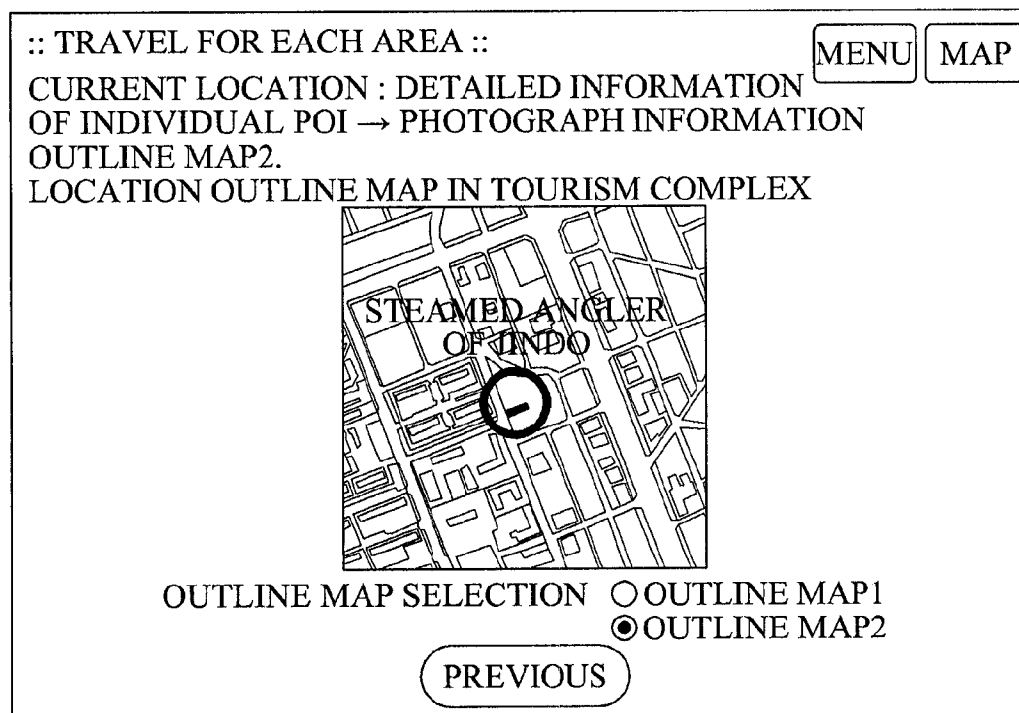 :: TRAVEL FOR EACH AREA ::
MENU
MAP
CURRENT LOCATION : DETAILED INFORMATION
OF INDIVIDUAL POI → PHOTOGRAPH INFORMATION
OUTLINE MAP2.
LOCATION OUTLINE MAP IN TOURISM COMPLEX
STEAMED ANGLER
OF JINDO
OUTLINE MAP SELECTION ○ OUTLINE MAP1
◉ OUTLINE MAP2
PREVIOUS